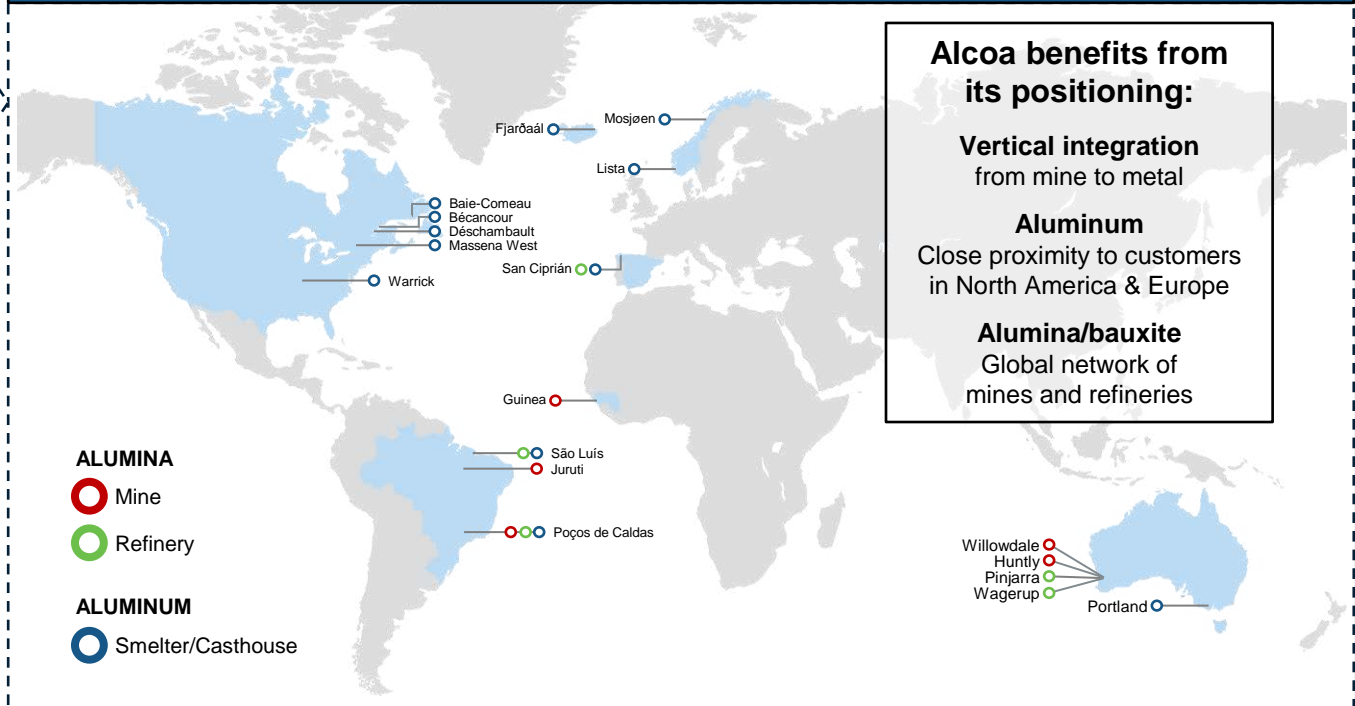 Alcoa benefits from
its positioning:
Vertical integration
from mine to metal
Aluminum
Close proximity to customers
in North America & Europe
Alumina/bauxite
Global network of
mines and refineries
Fjarðaál
Mosjøen
Lista
Baie-Comeau
Bécancour
Déschambault
Massena West
San Ciprián
Warrick
Guinea
São Luís
Juruti
Poços de Caldas
Willowdale
Huntly
Pinjarra
Wagerup
Portland
ALUMINA
Mine
Refinery
ALUMINUM
Smelter/Casthouse